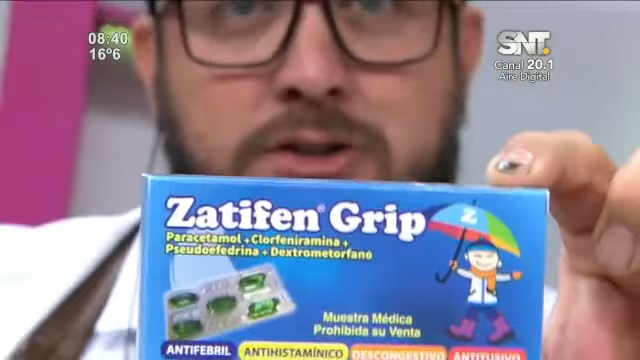 08:40
16°6
SNT.
Canal 20.1
Aire Digital
Zatifen® Grip
Z
Paracetamol + Clorfeniramina +
Pseudoefedrina + Dextrometorfano
Muestra Médica
Prohibida su Venta
ANTIFEBRIL ANTIHISTAMÍNICO DESCONGESTIVO ANTITUSIVO